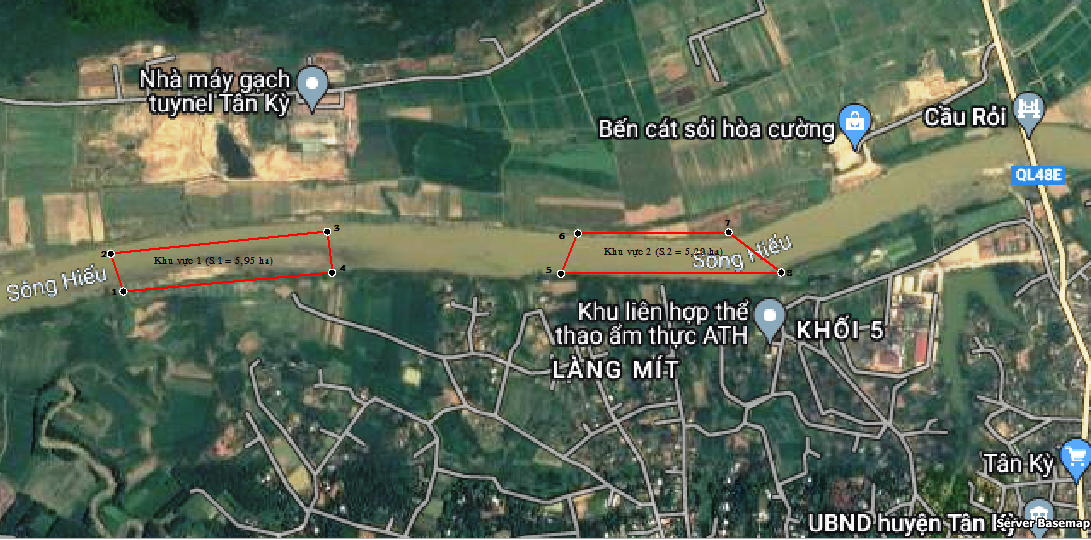 Nhà máy gạch
tuynel Tân Kỳ
Bến cát sỏi hòa cường
Cầu Rỏi
QL48E
2
3
Khu vực 1 (S.1 = 5,95 ha)
4
1
Sông Hiếu
6
7
Khu vực 2 (S.2 = 5,28 ha)
Sông Hiếu
5
8
Khu liên hợp thể
thao ẩm thực ATH
KHỐI 5
LÀNG MÍT
Tân Kỳ
UBND huyện Tân Kỳ
Server Basemap